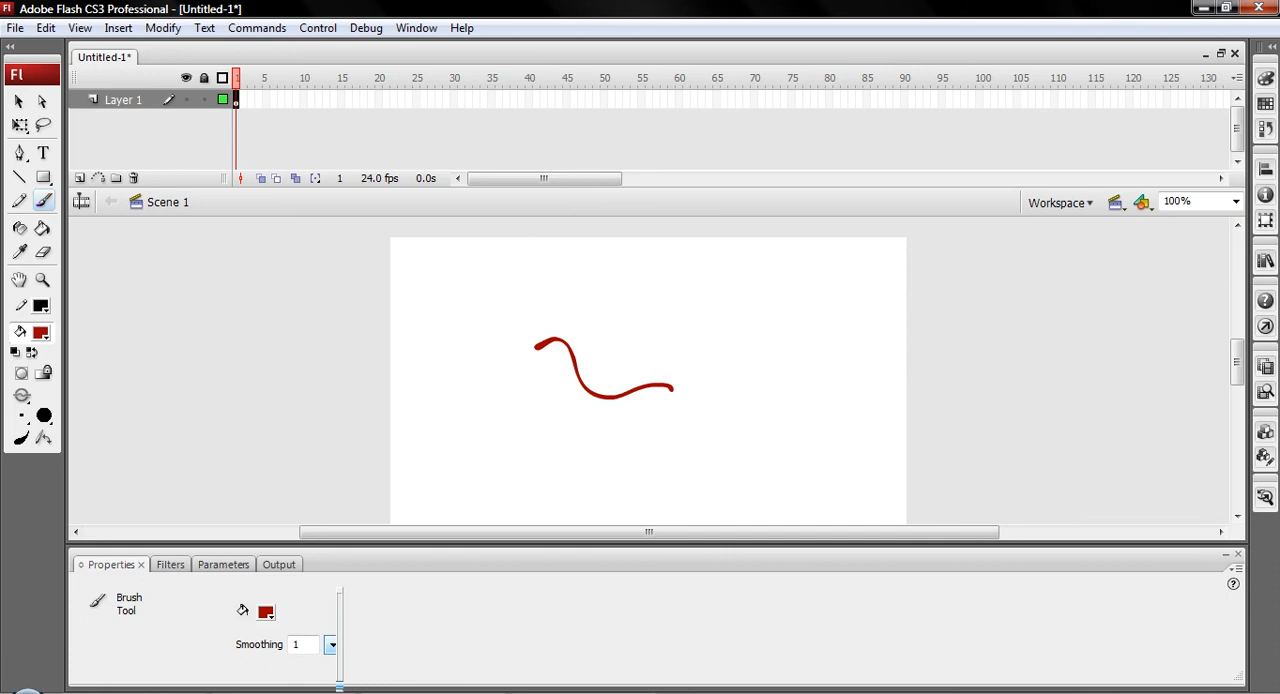 Fl Adobe Flash CS3 Professional - [Untitled-1*]
File Edit View Insert Modify Text Commands Control Debug Window Help
Untitled-1*
Fl
1 5 10 15 20 25 30 35 40 45 50 55 60 65 70 75 80 85 90 95 100 105 110 115 120 125 130
Layer 1
T
1 24.0 fps 0.0s
Scene 1 Workspace 100%
Properties Filters Parameters Output
Brush
Tool
Smoothing 1